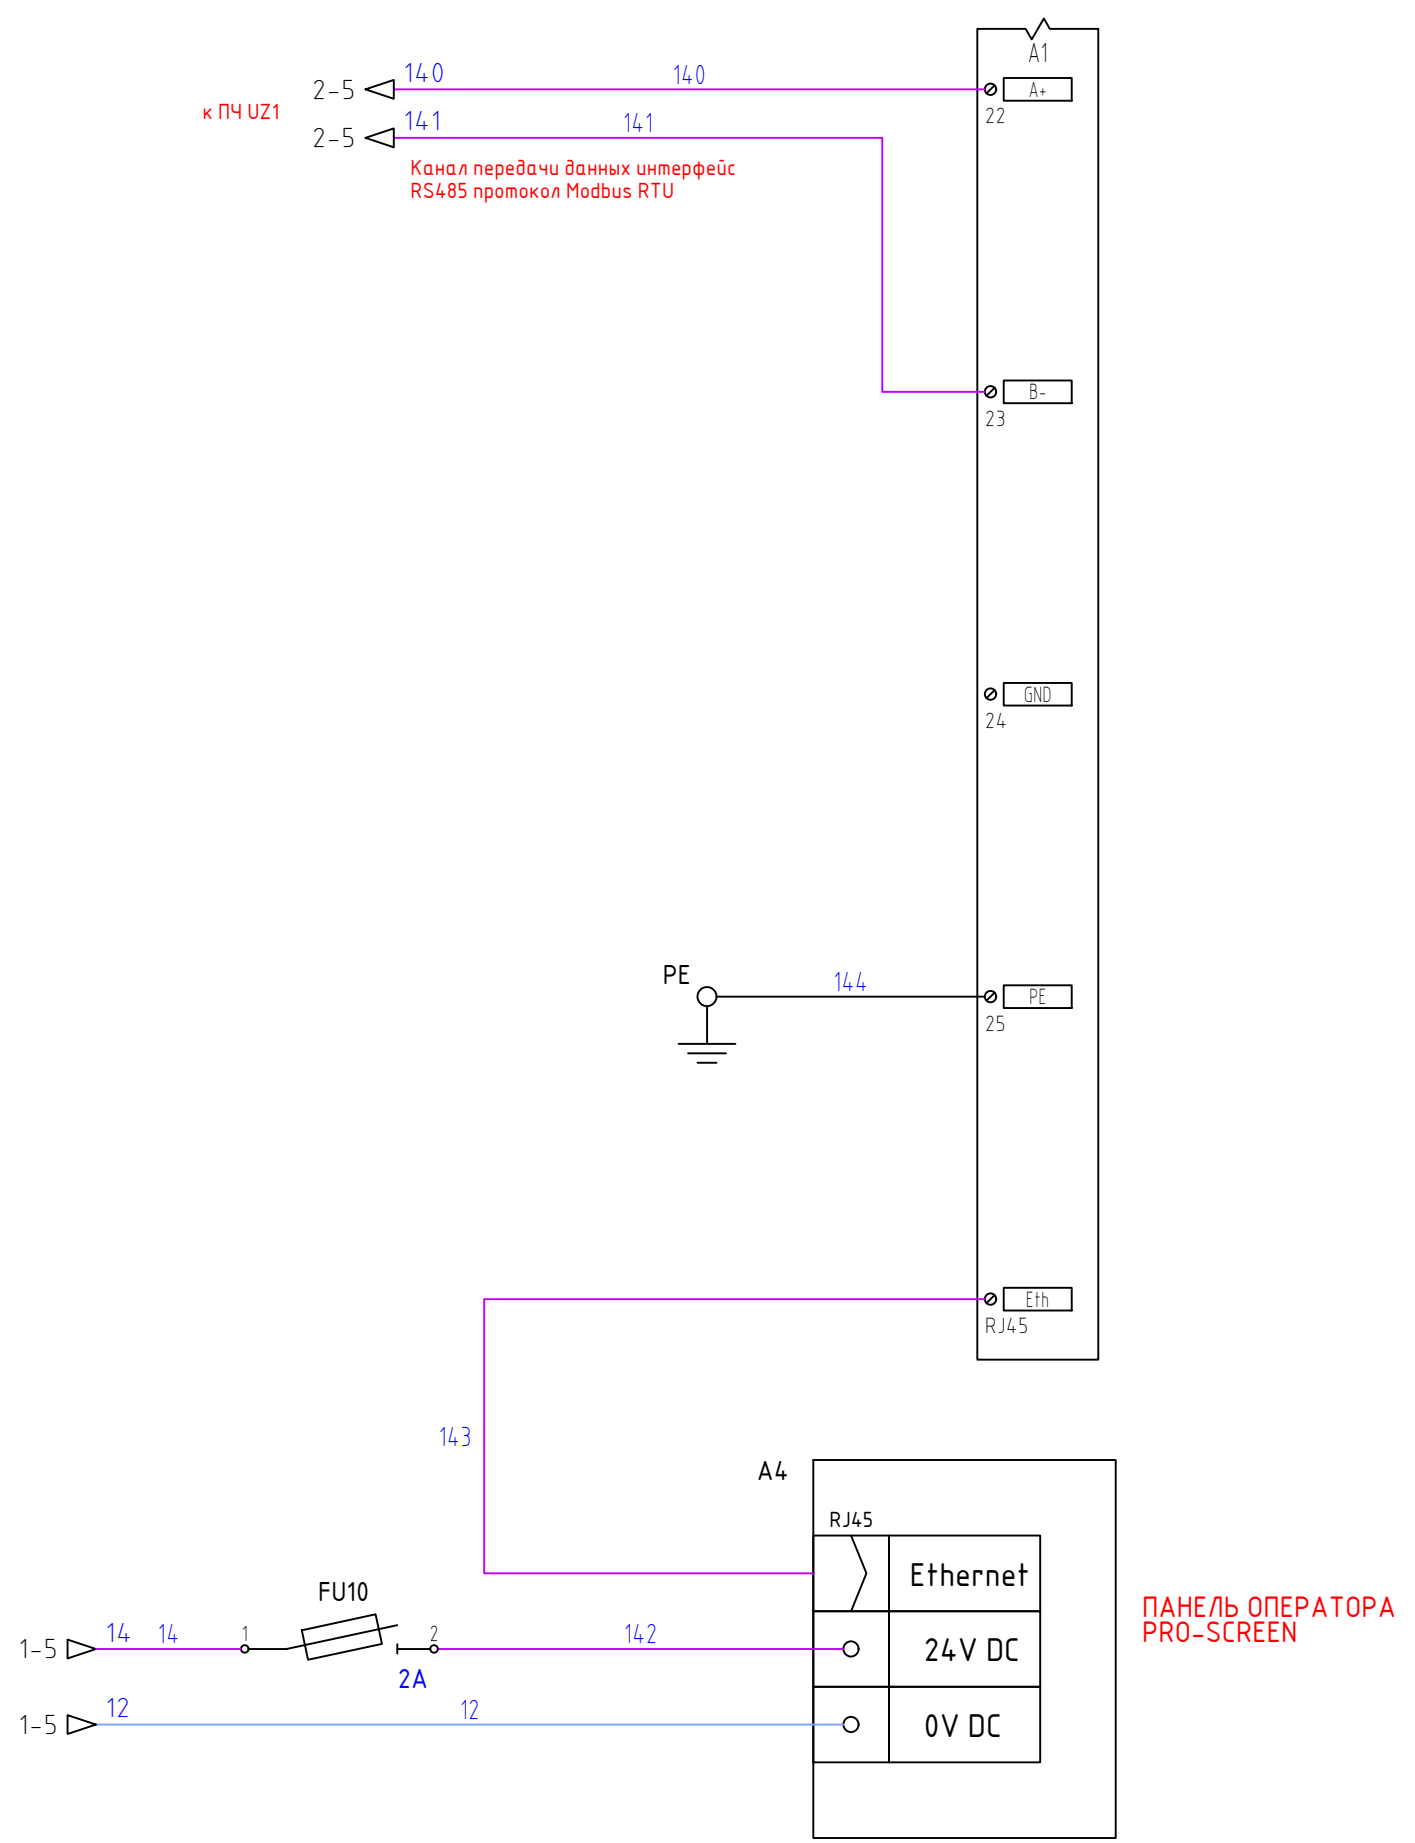 A1
140
140
2-5
A+
к ПЧ UZ1
22
141
141
2-5
Канал передачи данных интерфейс
RS485 протокол Modbus RTU
B-
23
GND
24
PE
144
PE
25
Eth
RJ45
143
A4
RJ45
Ethernet
FU10
ПАНЕЛЬ ОПЕРАТОРА
PRO-SCREEN
14
14
1
2
142
1-5
24V DC
2A
12
12
1-5
0V DC